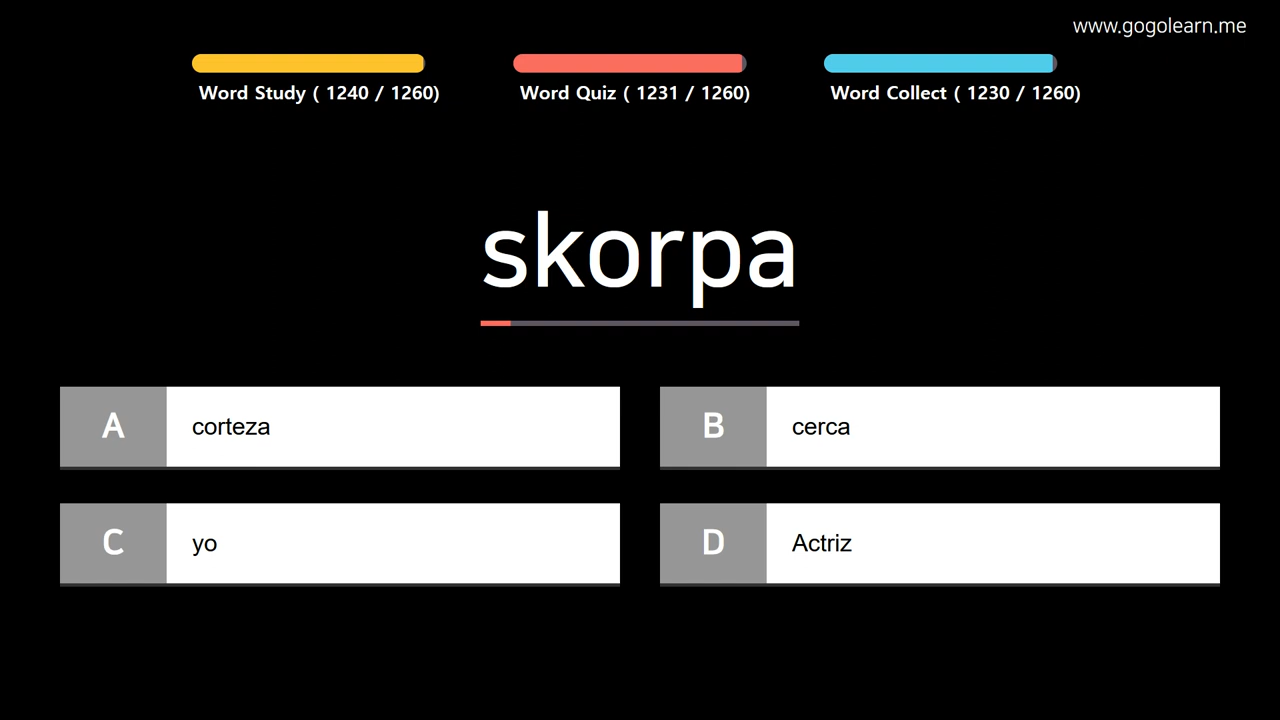 www.gogolearn.me
Word Study ( 1240 / 1260)
Word Quiz ( 1231 / 1260)
Word Collect ( 1230 / 1260)
skorpa
A corteza
B cerca
C yo
D Actriz